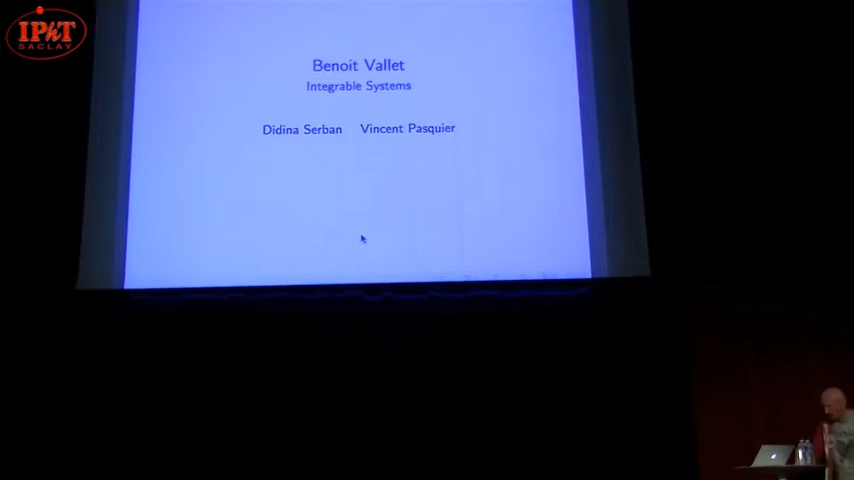 IPhT
SACLAY
Benoit Vallet
Integrable Systems
Didina Serban Vincent Pasquier